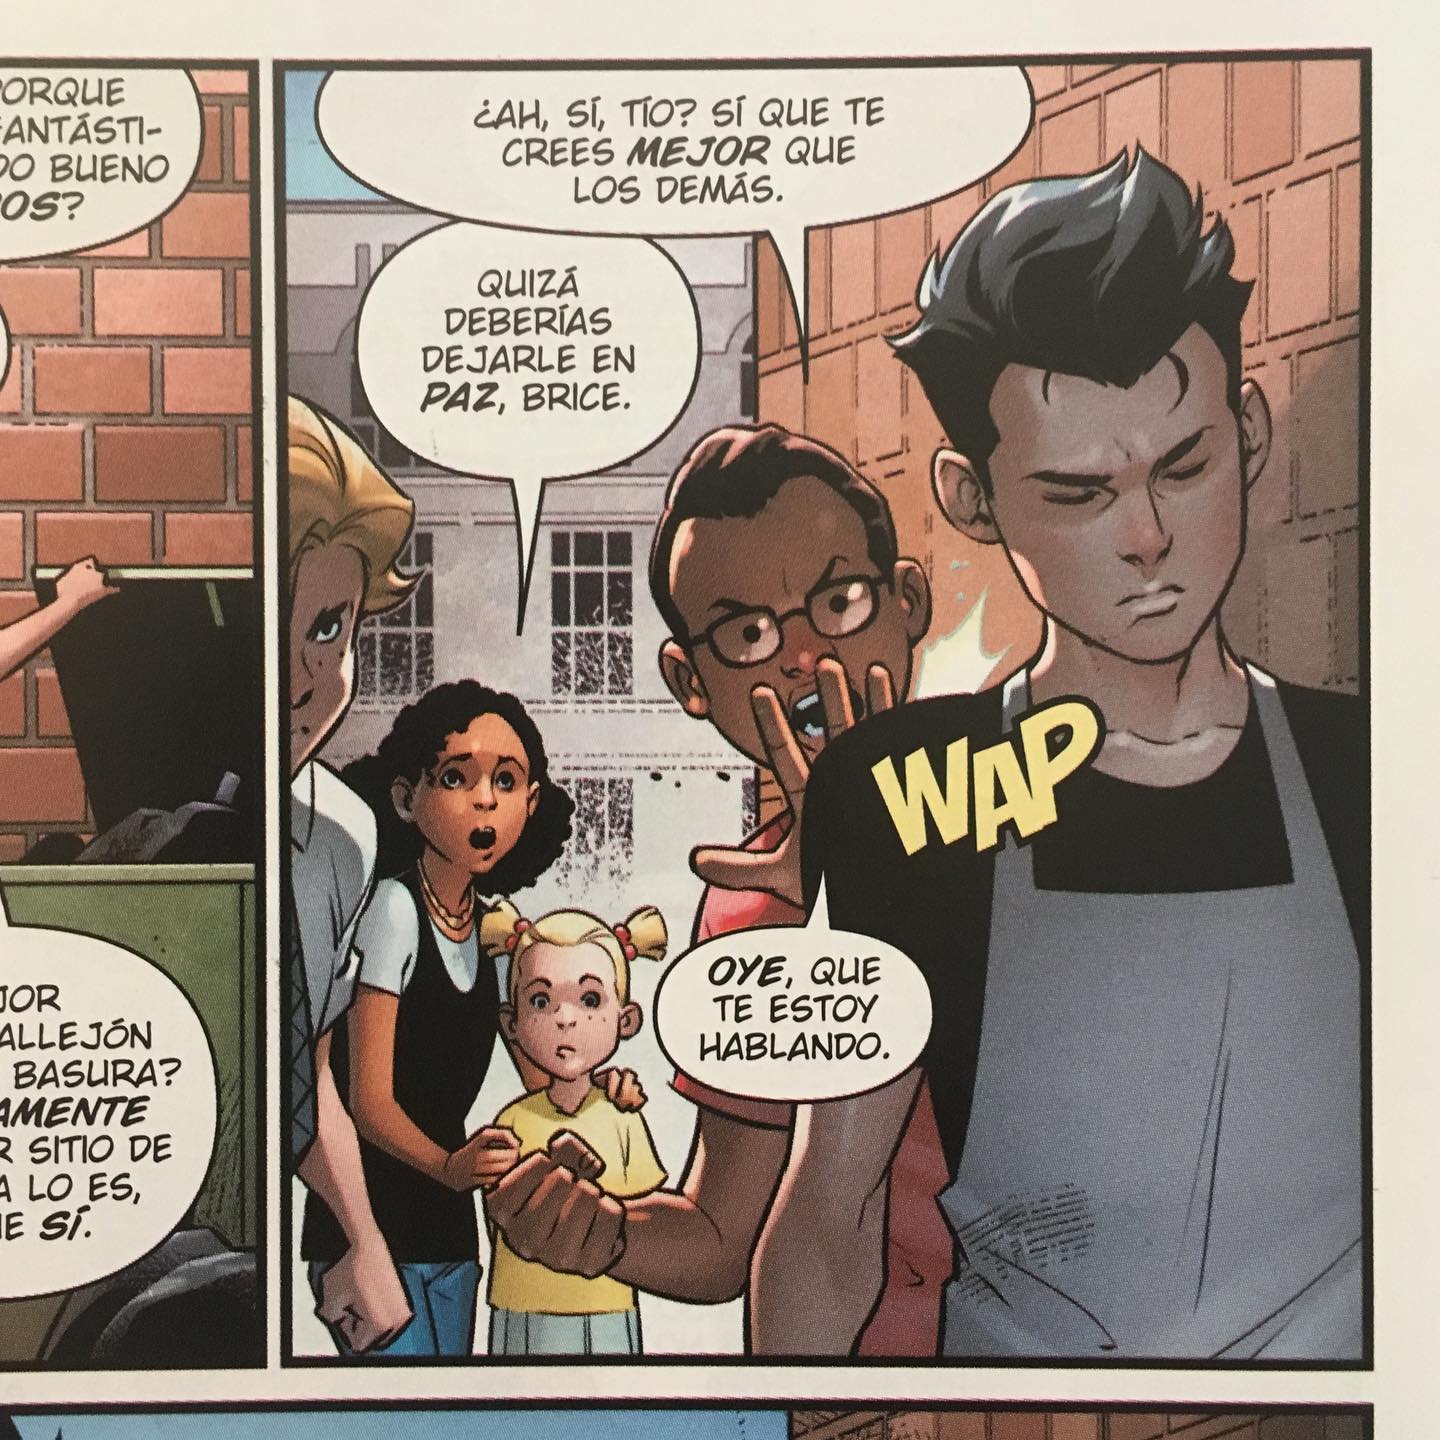 PORQUE
FANTÁSTI-
DO BUENO
OS?
JOR
ALLEJÓN
BASURA?
AMENTE
R SITIO DE
A LO ES,
E SÍ.
¿AH, SÍ, TÍO? SÍ QUE TE
CREES MEJOR QUE
LOS DEMÁS.
QUIZÁ
DEBERÍAS
DEJARLE EN
PAZ, BRICE.
WAP
OYE, QUE
TE ESTOY
HABLANDO.